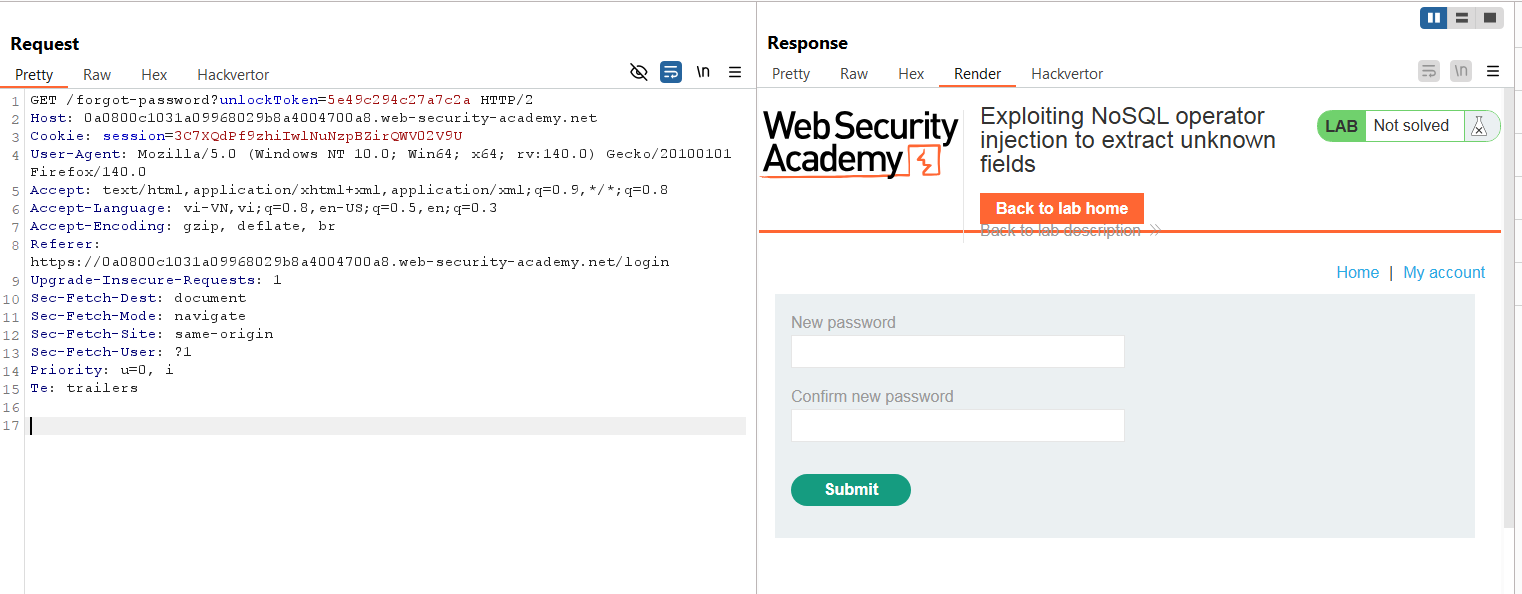 Request
Pretty Raw Hex Hackvertor \n
1 GET /forgot-password?unlockToken=5e49c294c27a7c2a HTTP/2
2 Host: 0a0800c1031a09968029b8a4004700a8.web-security-academy.net
3 Cookie: session=3C7XQdPf9zhiIwlNuNzpBZirQWVO2V9U
4 User-Agent: Mozilla/5.0 (Windows NT 10.0; Win64; x64; rv:140.0) Gecko/20100101
Firefox/140.0
5 Accept: text/html,application/xhtml+xml,application/xml;q=0.9,*/*;q=0.8
6 Accept-Language: vi-VN,vi;q=0.8,en-US;q=0.5,en;q=0.3
7 Accept-Encoding: gzip, deflate, br
8 Referer:
https://0a0800c1031a09968029b8a4004700a8.web-security-academy.net/login
9 Upgrade-Insecure-Requests: 1
10 Sec-Fetch-Dest: document
11 Sec-Fetch-Mode: navigate
12 Sec-Fetch-Site: same-origin
13 Sec-Fetch-User: ?1
14 Priority: u=0, i
15 Te: trailers
16
17
Response
Pretty Raw Hex Render Hackvertor \n
Web Security
Academy
Exploiting NoSQL operator
injection to extract unknown
fields
LAB Not solved
Back to lab home
Back to lab description
Home | My account
New password
Confirm new password
Submit